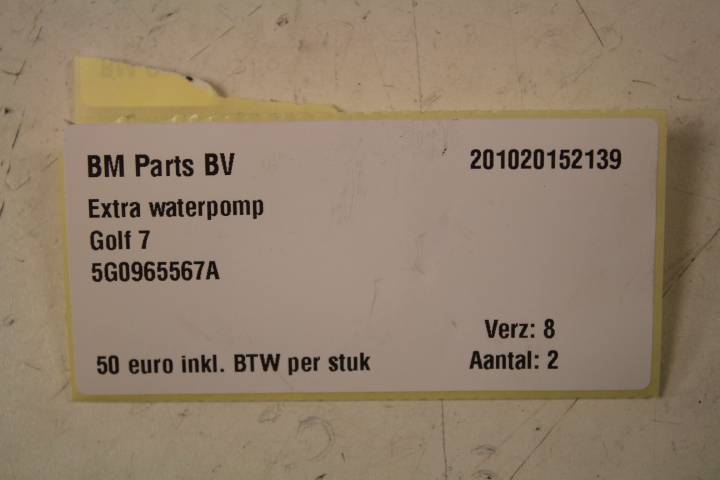 BM Parts BV
201020152139
Extra waterpomp
Golf 7
5G0965567A
Verz: 8
50 euro inkl. BTW per stuk
Aantal: 2